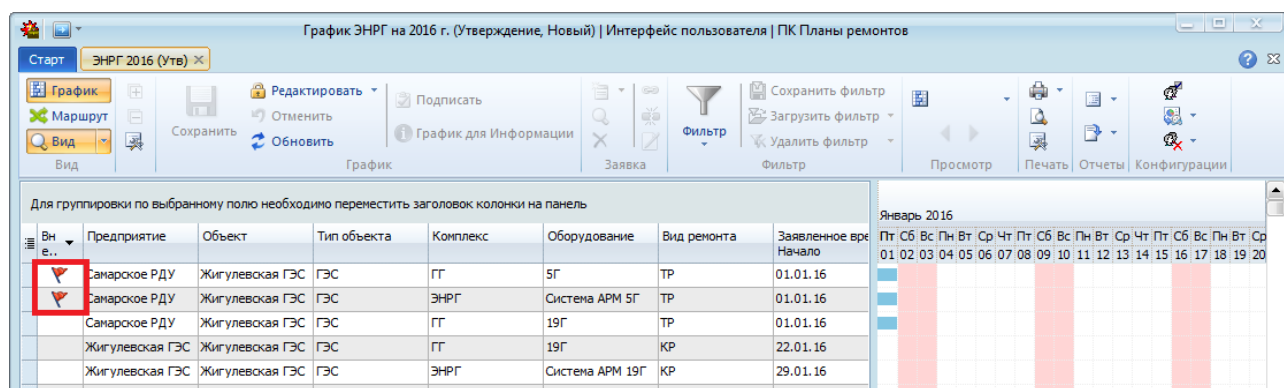 График ЭНРГ на 2016 г. (Утверждение, Новый) | Интерфейс пользователя | ПК Планы ремонтов
Старт ЭНРГ 2016 (Утв)
График Редактировать Подписать Сохранить фильтр
Маршрут Отменить Загрузить фильтр
Сохранить График для Информации Фильтр
Вид Обновить Удалить фильтр
Вид График Заявка Фильтр Просмотр Печать Отчеты Конфигурации
Для группировки по выбранному полю необходимо переместить заголовок колонки на панель
Январь 2016
Вн е.. Предприятие Объект Тип объекта Комплекс Оборудование Вид ремонта Заявленное вре Пт Сб Вс Пн Вт Ср Чт Пт Сб Вс Пн Вт Ср Чт Пт Сб Вс Пн Вт Ср
Начало 01 02 03 04 05 06 07 08 09 10 11 12 13 14 15 16 17 18 19 20
Самарское РДУ Жигулевская ГЭС ГЭС ГГ 5Г ТР 01.01.16
Самарское РДУ Жигулевская ГЭС ГЭС ЭНРГ Система АРМ 5Г ТР 01.01.16
Самарское РДУ Жигулевская ГЭС ГЭС ГГ 19Г ТР 01.01.16
Жигулевская ГЭС Жигулевская ГЭС ГЭС ГГ 19Г КР 22.01.16
Жигулевская ГЭС Жигулевская ГЭС ГЭС ЭНРГ Система АРМ 19Г КР 29.01.16